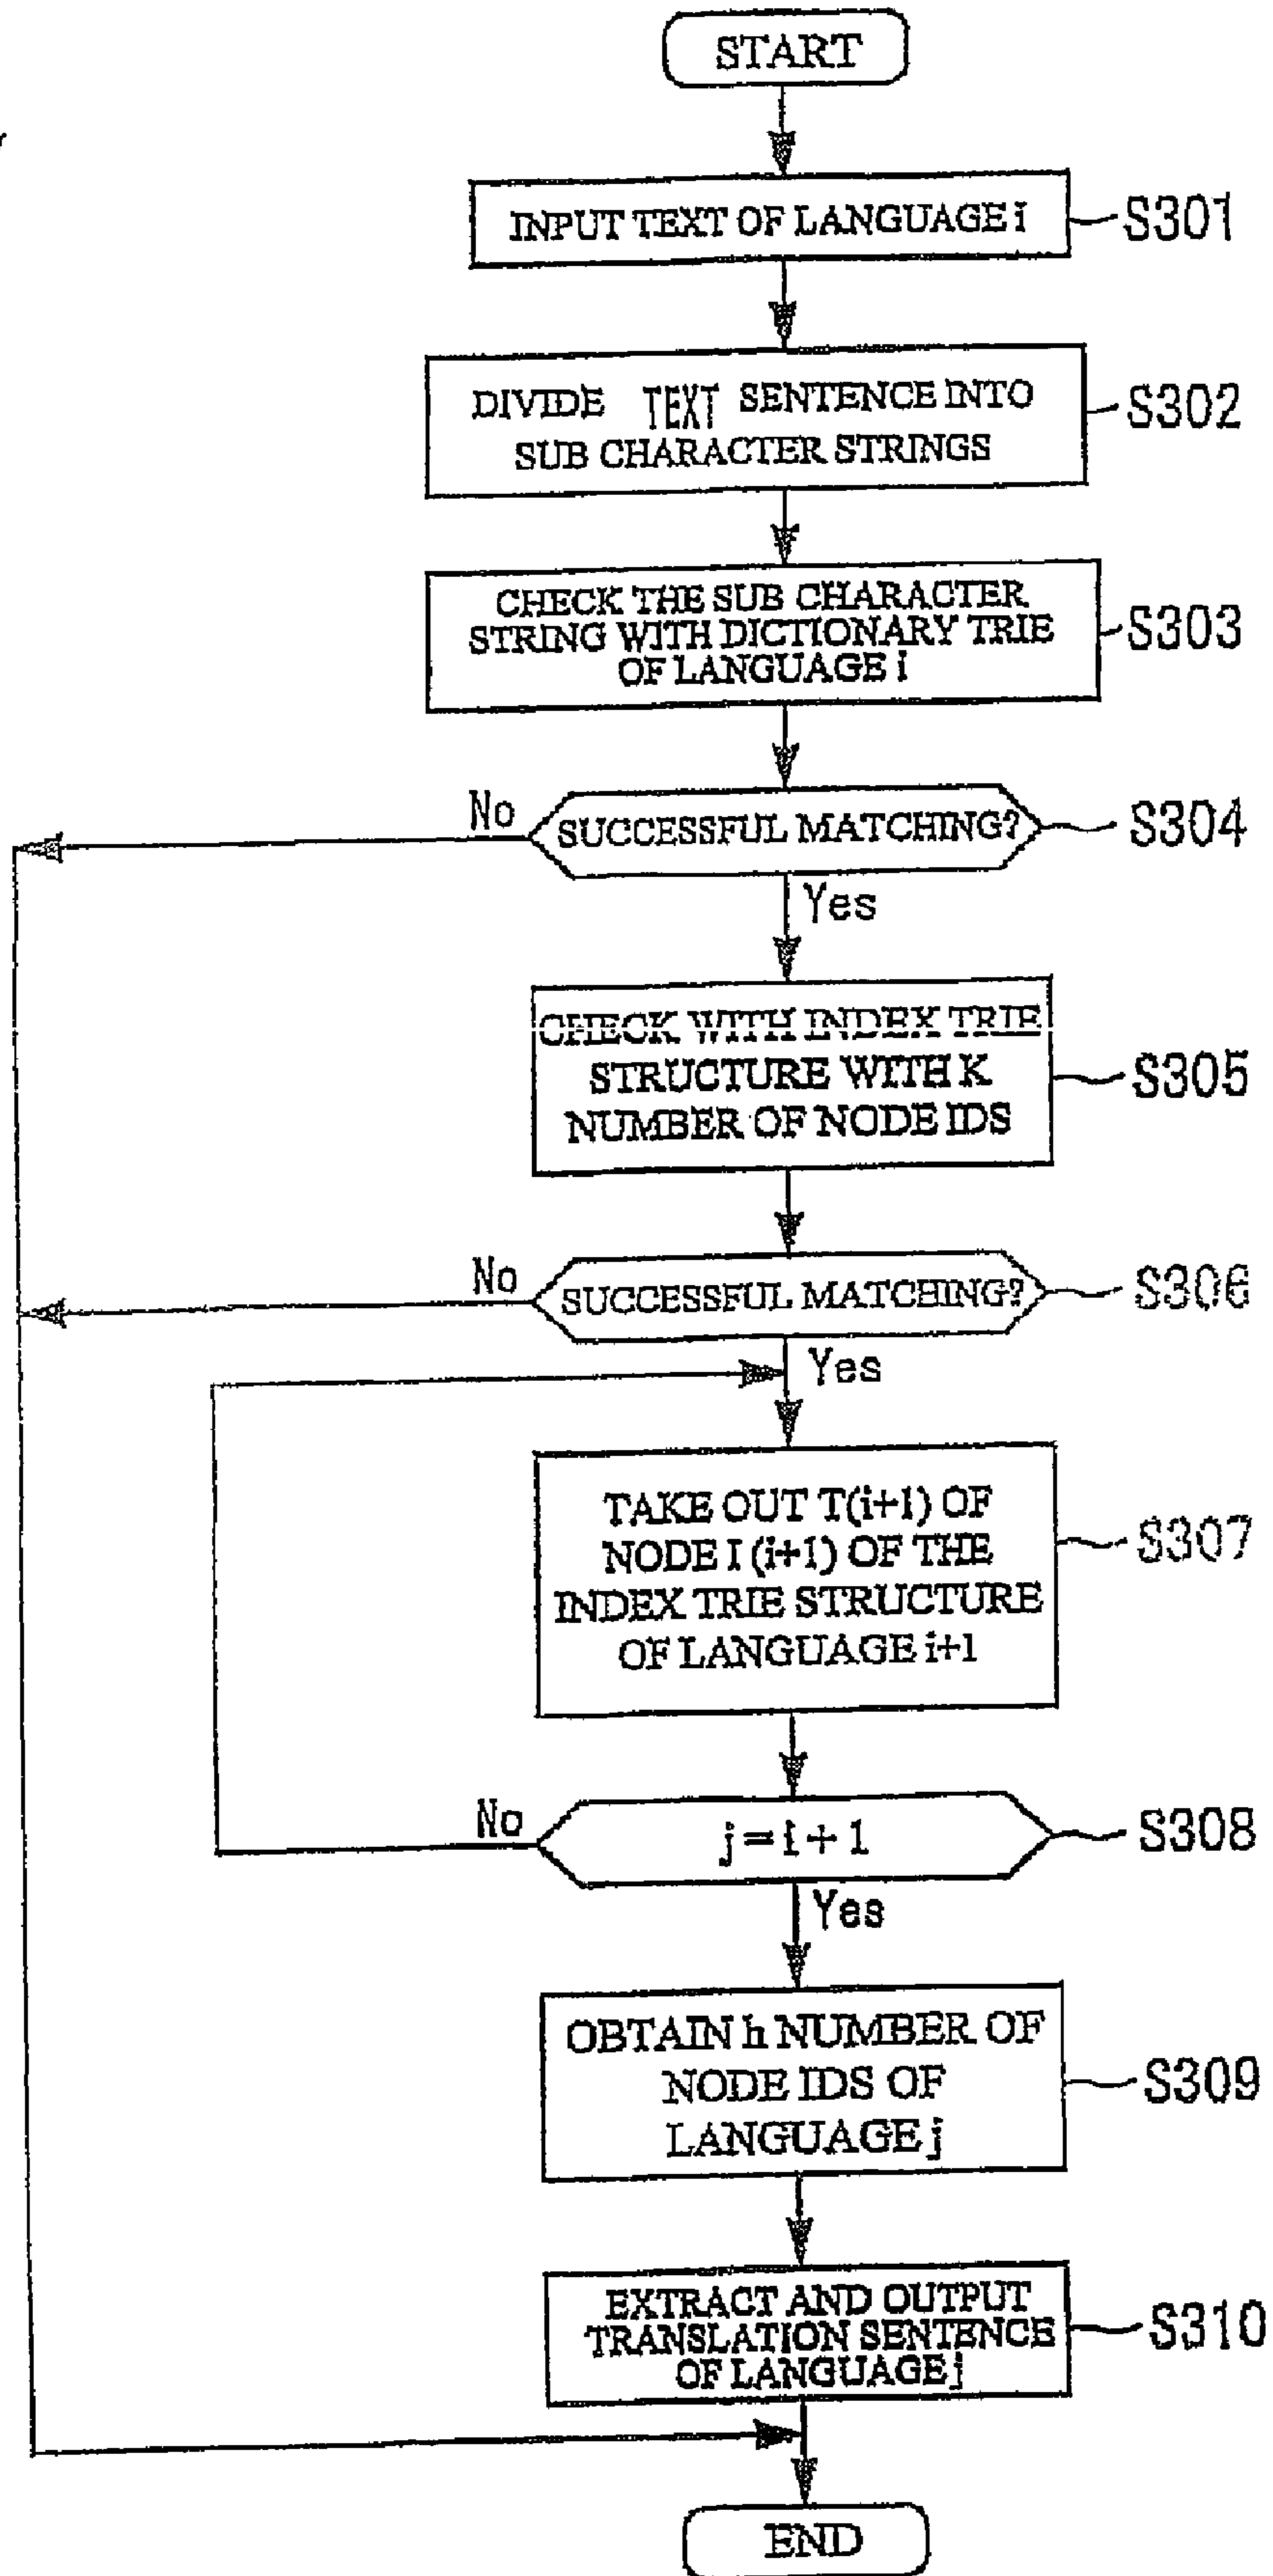 START
INPUT TEXT OF LANGUAGE i
S301
DIVIDE TEXT SENTENCE INTO
SUB CHARACTER STRINGS
S302
CHECK THE SUB CHARACTER
STRING WITH DICTIONARY TRIE
OF LANGUAGE i
S303
No
SUCCESSFUL MATCHING?
S304
Yes
CHECK WITH INDEX TRIE
STRUCTURE WITH K
NUMBER OF NODE IDS
S305
No
SUCCESSFUL MATCHING?
S306
Yes
TAKE OUT T(i+1) OF
NODE I (i+1) OF THE
INDEX TRIE STRUCTURE
OF LANGUAGE i+1
S307
No
j=i+1
S308
Yes
OBTAIN h NUMBER OF
NODE IDS OF
LANGUAGE j
S309
EXTRACT AND OUTPUT
TRANSLATION SENTENCE
OF LANGUAGE j
S310
END